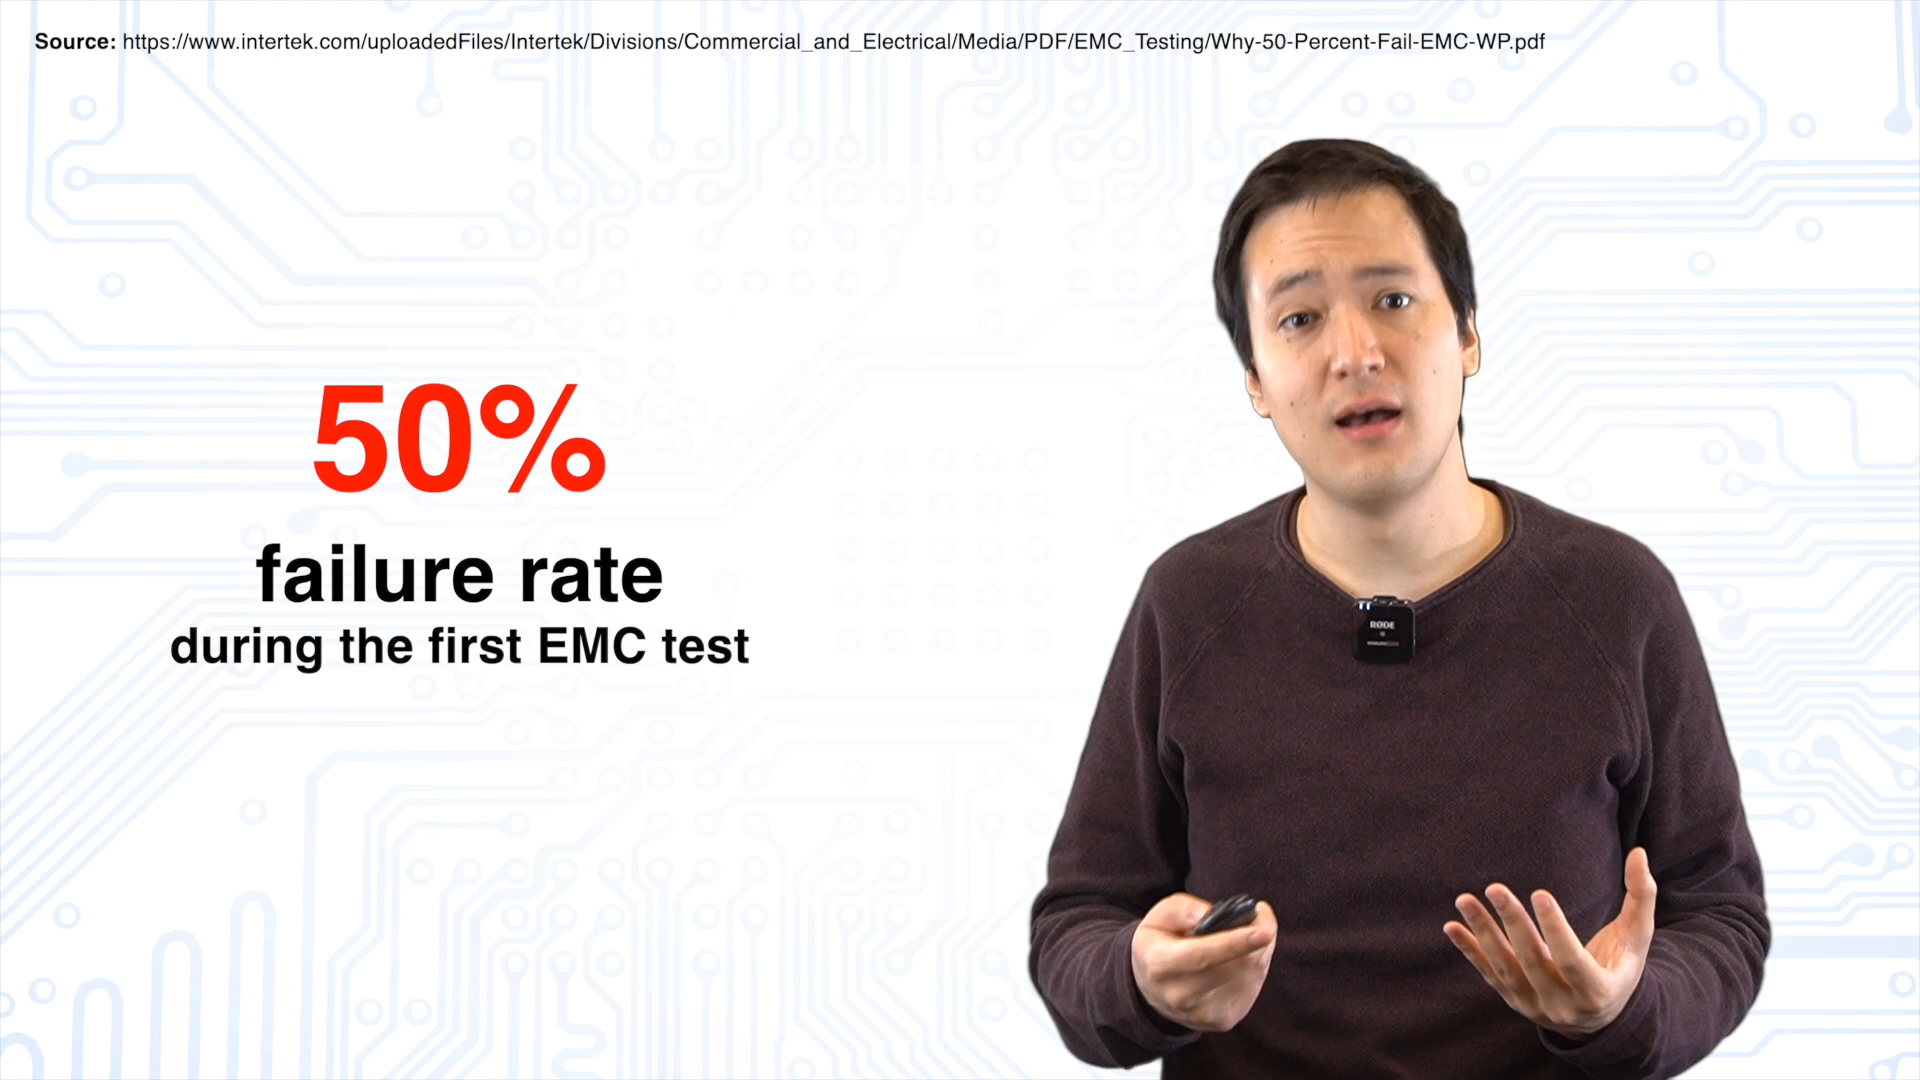 Source: https://www.intertek.com/uploadedFiles/Intertek/Divisions/Commercial_and_Electrical/Media/PDF/EMC_Testing/Why-50-Percent-Fail-EMC-WP.pdf
50%
failure rate
during the first EMC test
RØDE